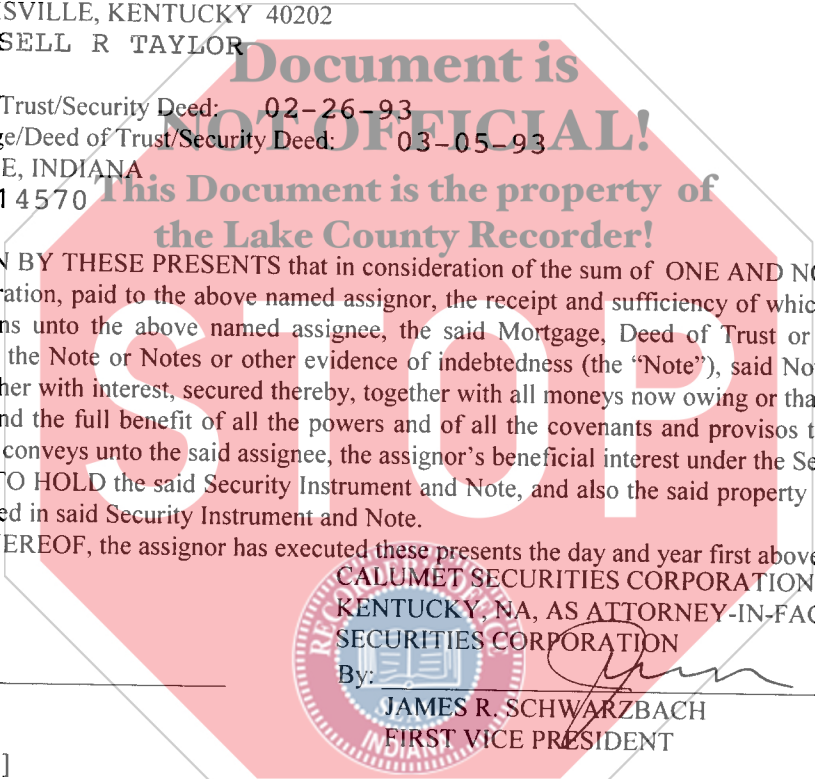 ISVILLE, KENTUCKY 40202
SSELL R TAYLOR
Document is
Trust/Security Deed: 02-26-93
NOT OFFICIAL!
ge/Deed of Trust/Security Deed: 03-05-93
E, INDIANA
14570
This Document is the property of
the Lake County Recorder!
N BY THESE PRESENTS that in consideration of the sum of ONE AND NO
ration, paid to the above named assignor, the receipt and sufficiency of whic
ns unto the above named assignee, the said Mortgage, Deed of Trust or
the Note or Notes or other evidence of indebtedness (the “Note”), said No
her with interest, secured thereby, together with all moneys now owing or tha
nd the full benefit of all the powers and of all the covenants and provisos t
conveys unto the said assignee, the assignor's beneficial interest under the Se
TO HOLD the said Security Instrument and Note, and also the said property
ed in said Security Instrument and Note.
EREOF, the assignor has executed these presents the day and year first above
STOP
CALUMET SECURITIES CORPORATION
KENTUCKY, NA, AS ATTORNEY-IN-FAC
SECURITIES CORPORATION
By:
JAMES R. SCHWARZBACH
FIRST VICE PRESIDENT
RECORDER'S OFFICE
SEAL
INDIANA
]